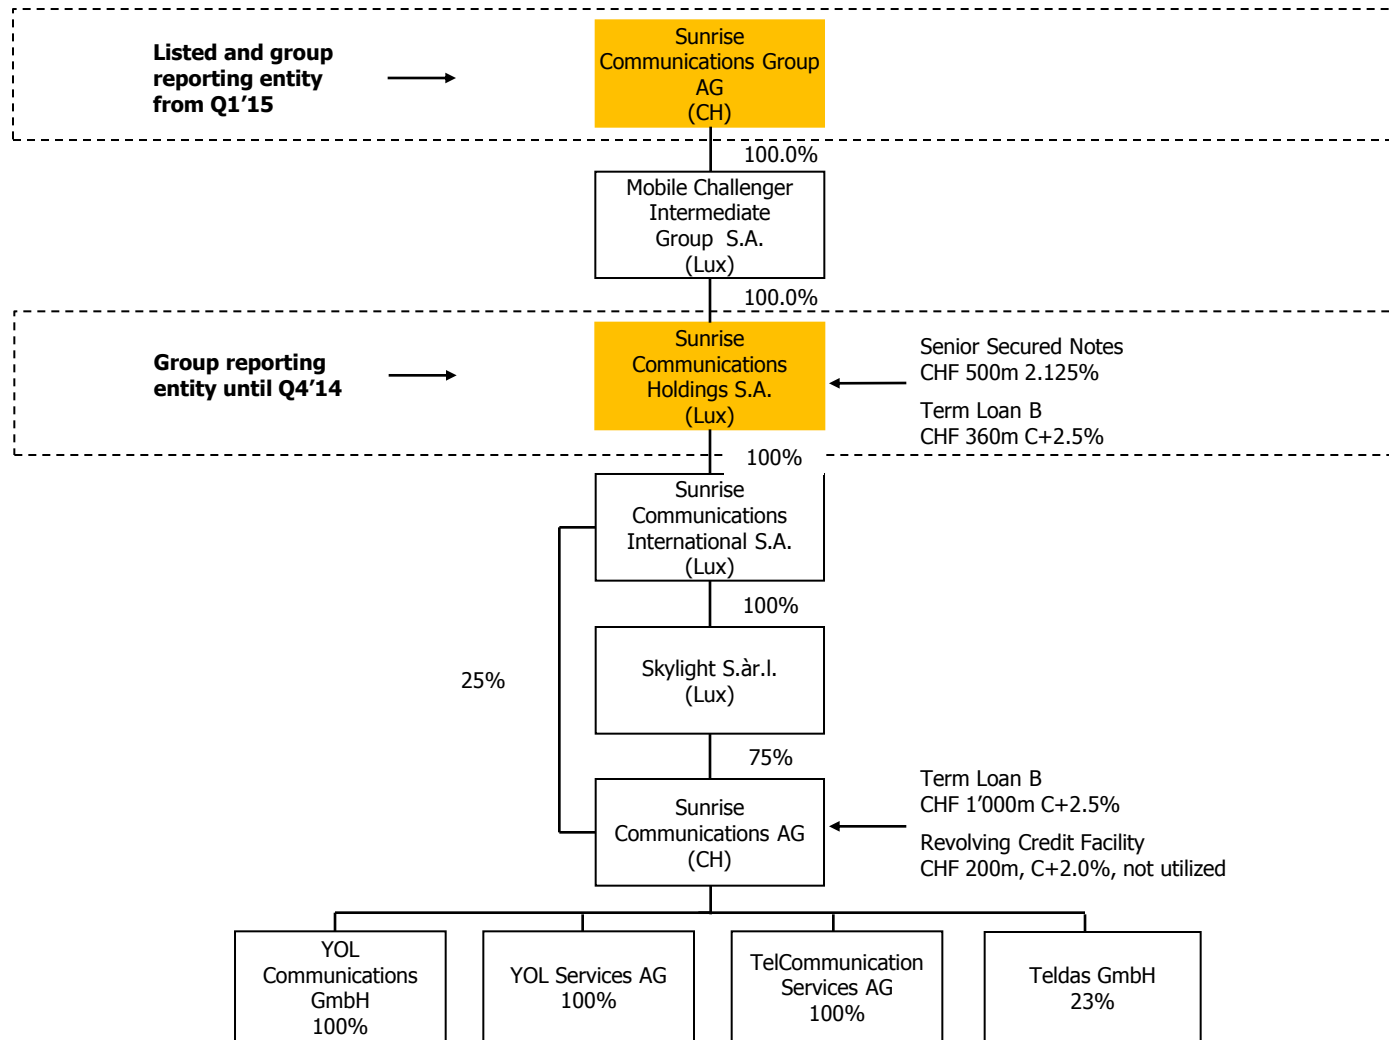 Listed and group
reporting entity
from Q1’15
Sunrise
Communications Group
AG
(CH)
100.0%
Mobile Challenger
Intermediate
Group S.A.
(Lux)
100.0%
Group reporting
entity until Q4’14
Sunrise
Communications
Holdings S.A.
(Lux)
Senior Secured Notes
CHF 500m 2.125%
Term Loan B
CHF 360m C+2.5%
100%
Sunrise
Communications
International S.A.
(Lux)
100%
25%
Skylight S.àr.l.
(Lux)
75%
Sunrise
Communications AG
(CH)
Term Loan B
CHF 1’000m C+2.5%
Revolving Credit Facility
CHF 200m, C+2.0%, not utilized
YOL
Communications
GmbH
100%
YOL Services AG
100%
TelCommunication
Services AG
100%
Teldas GmbH
23%